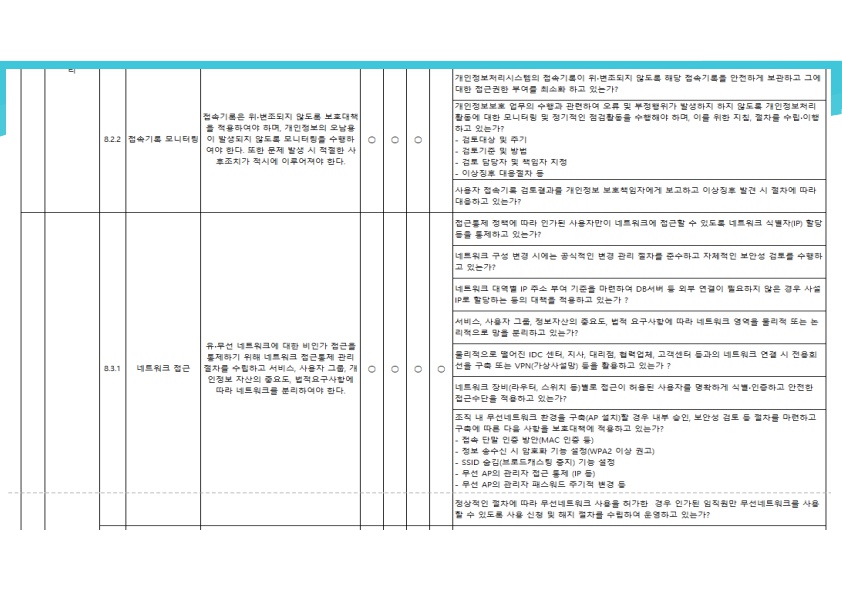 리
개인정보처리시스템의 접속기록이 위·변조되지 않도록 해당 접속기록을 안전하게 보관하고 그에
대한 접근권한 부여를 최소화 하고 있는가?
8.2.2
접속기록 모니터링
접속기록은 위·변조되지 않도록 보호대책
을 적용하여야 하며, 개인정보의 오남용
이 발생되지 않도록 모니터링을 수행하
여야 한다. 또한 문제 발생 시 적절한 사
후조치가 적시에 이루어져야 한다.
○ ○ ○
개인정보보호 업무의 수행과 관련하여 오류 및 부정행위가 발생하지 하지 않도록 개인정보처리
활동에 대한 모니터링 및 정기적인 점검활동을 수행해야 하며, 이를 위한 지침, 절차를 수립·이행
하고 있는가?
- 검토대상 및 주기
- 검토기준 및 방법
- 검토 담당자 및 책임자 지정
- 이상징후 대응절차 등
사용자 접속기록 검토결과를 개인정보 보호책임자에게 보고하고 이상징후 발견 시 절차에 따라
대응하고 있는가?
8.3.1
네트워크 접근
유·무선 네트워크에 대한 비인가 접근을
통제하기 위해 네트워크 접근통제 관리
절차를 수립하고 서비스, 사용자 그룹, 개
인정보 자산의 중요도, 법적요구사항에
따라 네트워크를 분리하여야 한다.
○ ○ ○ ○
접근통제 정책에 따라 인가된 사용자만이 네트워크에 접근할 수 있도록 네트워크 식별자(IP) 할당
등을 통제하고 있는가?
네트워크 구성 변경 시에는 공식적인 변경 관리 절차를 준수하고 자체적인 보안성 검토를 수행하
고 있는가?
네트워크 대역별 IP 주소 부여 기준을 마련하여 DB서버 등 외부 연결이 필요하지 않은 경우 사설
IP로 할당하는 등의 대책을 적용하고 있는가 ?
서비스, 사용자 그룹, 정보자산의 중요도, 법적 요구사항에 따라 네트워크 영역을 물리적 또는 논
리적으로 망을 분리하고 있는가?
물리적으로 떨어진 IDC 센터, 지사, 대리점, 협력업체, 고객센터 등과의 네트워크 연결 시 전용회
선을 구축 또는 VPN(가상사설망) 등을 활용하고 있는가 ?
네트워크 장비(라우터, 스위치 등)별로 접근이 허용된 사용자를 명확하게 식별·인증하고 안전한
접근수단을 적용하고 있는가?
조직 내 무선네트워크 환경을 구축(AP 설치)할 경우 내부 승인, 보안성 검토 등 절차를 마련하고
구축에 따른 다음 사항을 보호대책에 적용하고 있는가?
- 접속 단말 인증 방안(MAC 인증 등)
- 정보 송수신 시 암호화 기능 설정(WPA2 이상 권고)
- SSID 숨김(브로드캐스팅 중지) 기능 설정
- 무선 AP의 관리자 접근 통제 (IP 등)
- 무선 AP의 관리자 패스워드 주기적 변경 등
정상적인 절차에 따라 무선네트워크 사용을 허가한 경우 인가된 임직원만 무선네트워크를 사용
할 수 있도록 사용 신청 및 해지 절차를 수립하여 운영하고 있는가?